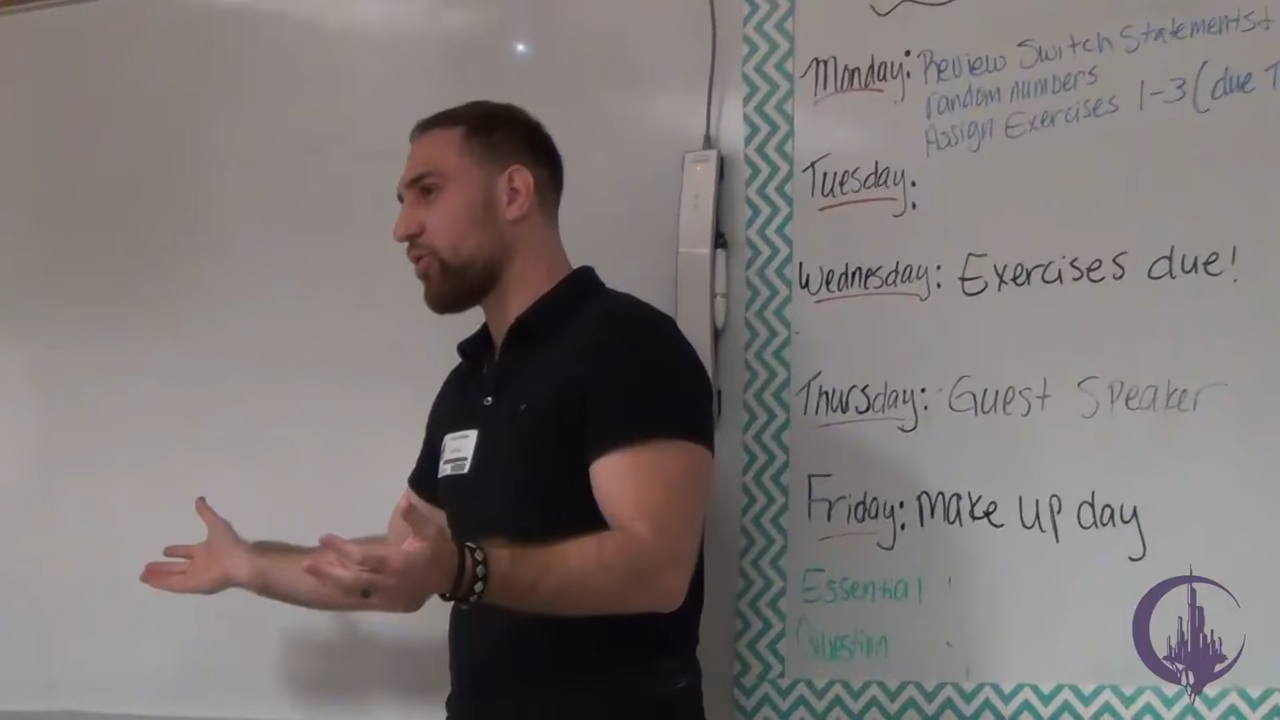 Monday: Review Switch Statements +
random numbers
Assign Exercises 1-3 (due T
Tuesday:
Wednesday: Exercises due!
Thursday: Guest Speaker
Friday: make up day
Essential
Question